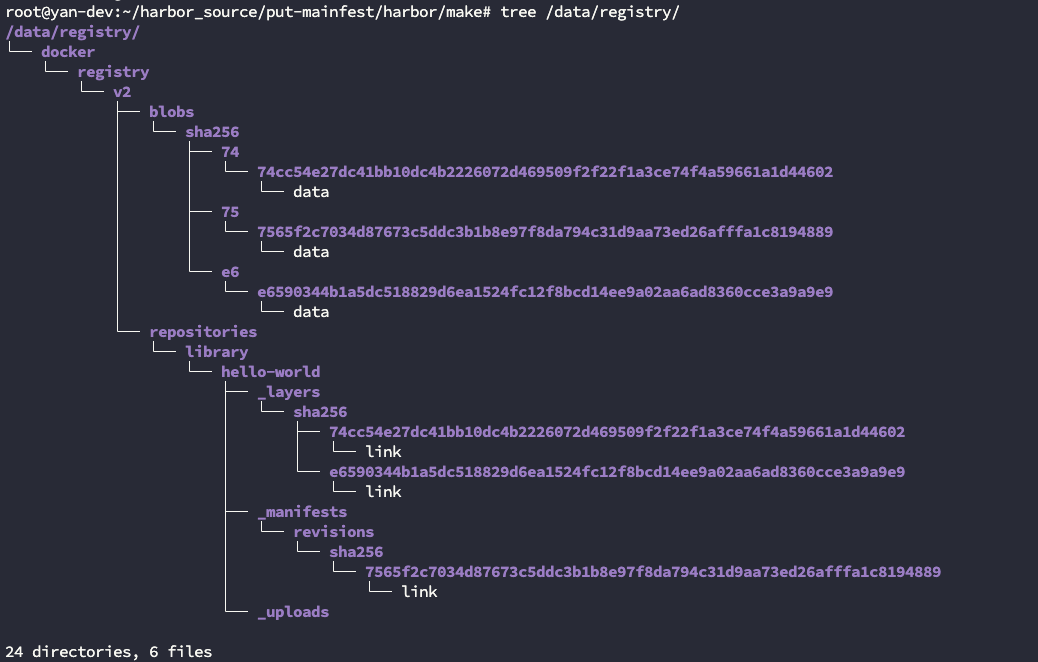 root@yan-dev:~/harbor_source/put-mainfest/harbor/make# tree /data/registry/
/data/registry/
└── docker
    └── registry
        └── v2
            ├── blobs
            │   └── sha256
            │       ├── 74
            │       │   └── 74cc54e27dc41bb10dc4b2226072d469509f2f22f1a3ce74f4a59661a1d44602
            │       │       └── data
            │       ├── 75
            │       │   └── 7565f2c7034d87673c5ddc3b1b8e97f8da794c31d9aa73ed26afffa1c8194889
            │       │       └── data
            │       └── e6
            │           └── e6590344b1a5dc518829d6ea1524fc12f8bcd14ee9a02aa6ad8360cce3a9a9e9
            │               └── data
            └── repositories
                └── library
                    └── hello-world
                        ├── _layers
                        │   └── sha256
                        │       ├── 74cc54e27dc41bb10dc4b2226072d469509f2f22f1a3ce74f4a59661a1d44602
                        │       │   └── link
                        │       └── e6590344b1a5dc518829d6ea1524fc12f8bcd14ee9a02aa6ad8360cce3a9a9e9
                        │           └── link
                        ├── _manifests
                        │   └── revisions
                        │       └── sha256
                        │           └── 7565f2c7034d87673c5ddc3b1b8e97f8da794c31d9aa73ed26afffa1c8194889
                        │               └── link
                        └── _uploads

24 directories, 6 files